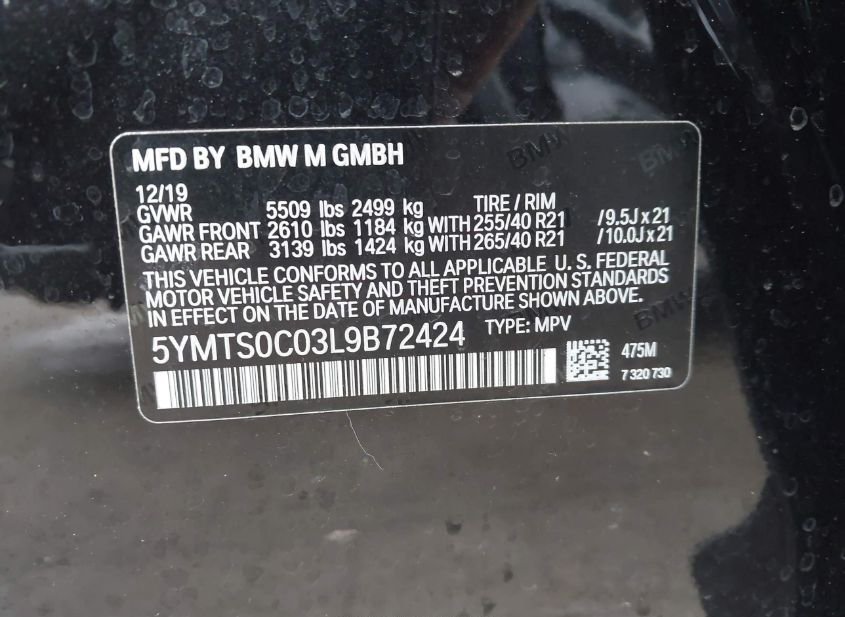 MFD BY BMW M GMBH
12/19
GVWR 5509 lbs 2499 kg TIRE / RIM
GAWR FRONT 2610 lbs 1184 kg WITH 255/40 R21 /9.5J x 21
GAWR REAR 3139 lbs 1424 kg WITH 265/40 R21 /10.0J x 21
THIS VEHICLE CONFORMS TO ALL APPLICABLE U. S. FEDERAL
MOTOR VEHICLE SAFETY AND THEFT PREVENTION STANDARDS
IN EFFECT ON THE DATE OF MANUFACTURE SHOWN ABOVE.
5YMTS0C03L9B72424 TYPE: MPV
475M
7 320 730